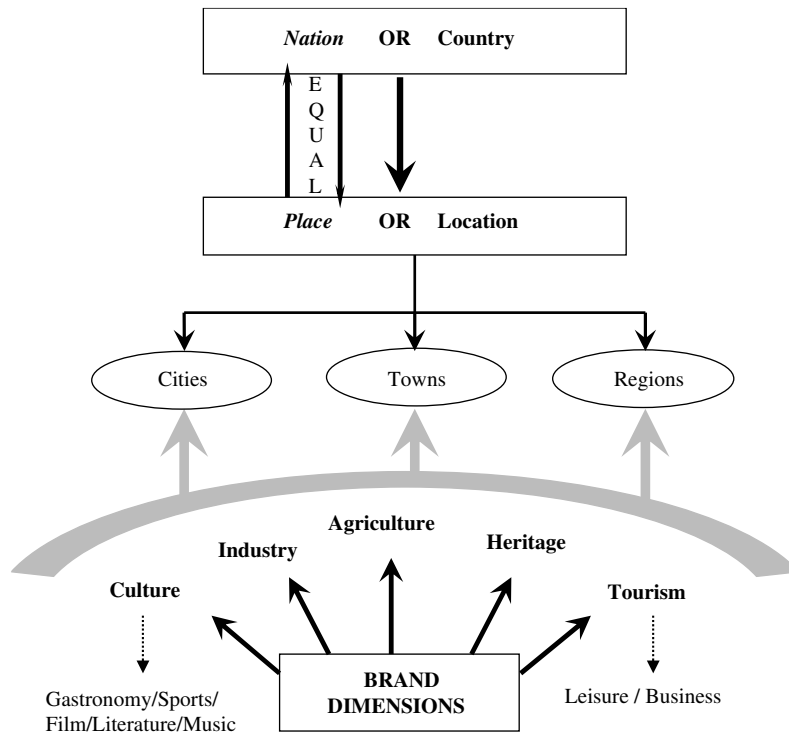 Nation OR Country
E
Q
U
A
L
Place OR Location
Cities Towns Regions
Agriculture
Industry Heritage
Culture Tourism
BRAND
DIMENSIONS
Gastronomy/Sports/
Film/Literature/Music
Leisure / Business